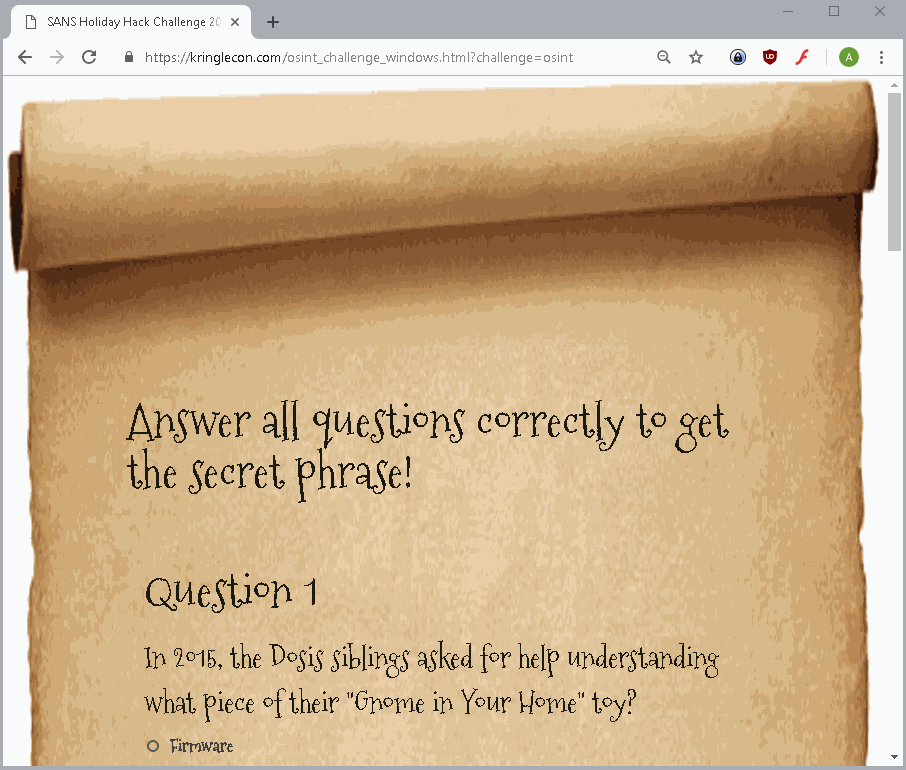 SANS Holiday Hack Challenge 20
https://kringlecon.com/osint_challenge_windows.html?challenge=osint
A
Answer all questions correctly to get
the secret phrase!
Question 1
In 2015, the Dosis siblings asked for help understanding
what piece of their "Gnome in Your Home" toy?
Firmware